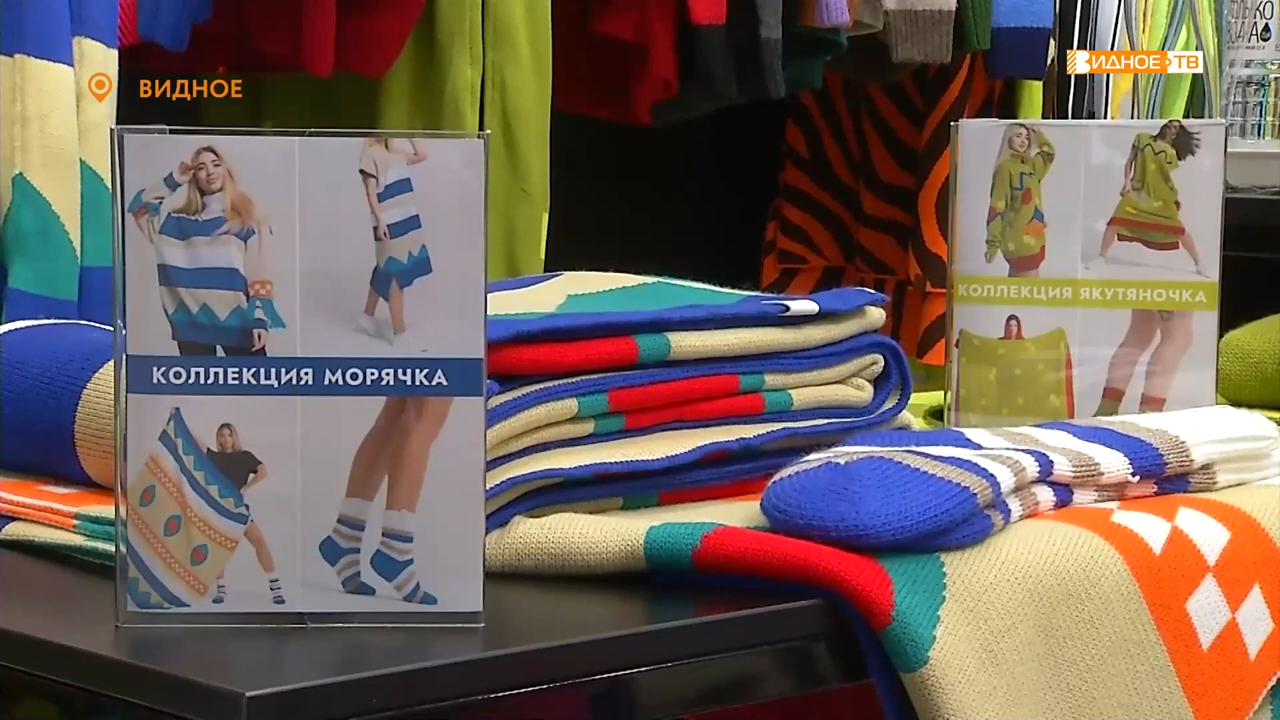 ВИДНОЕ
ВИДНОЕ ТВ
КОЛЛЕКЦИЯ МОРЯЧКА
КОЛЛЕКЦИЯ ЯКУТЯНОЧКА